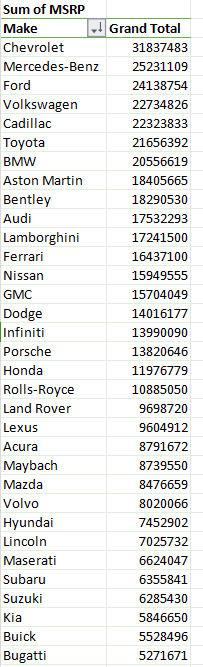 Sum of MSRP
Make Grand Total
Chevrolet 31837483
Mercedes-Benz 25231109
Ford 24138754
Volkswagen 22734826
Cadillac 22323833
Toyota 21656392
BMW 20556619
Aston Martin 18405665
Bentley 18290530
Audi 17532293
Lamborghini 17241500
Ferrari 16437100
Nissan 15949555
GMC 15704049
Dodge 14016177
Infiniti 13990090
Porsche 13820646
Honda 11976779
Rolls-Royce 10885050
Land Rover 9698720
Lexus 9604912
Acura 8791672
Maybach 8739550
Mazda 8476659
Volvo 8020066
Hyundai 7452902
Lincoln 7025732
Maserati 6624047
Subaru 6355841
Suzuki 6285430
Kia 5846650
Buick 5528496
Bugatti 5271671